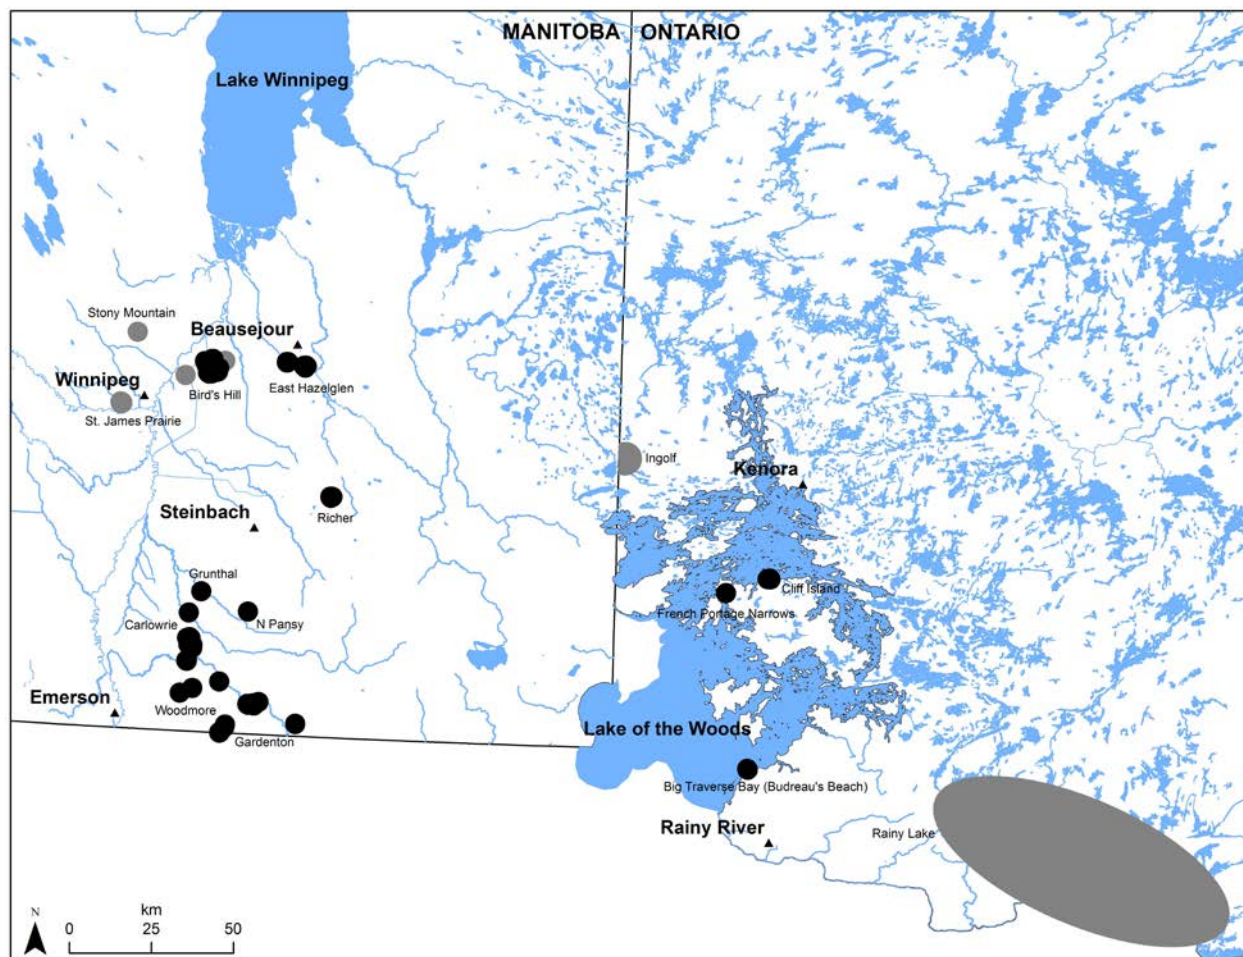 MANITOBA ONTARIO
Lake Winnipeg
Stony Mountain
Beausejour
Winnipeg
Bird's Hill
East Hazelglen
St. James Prairie
Ingolf
Kenora
Richer
Steinbach
Grunthal
Cliff Island
French Portage Narrows
Carlowrie
N Pansy
Emerson
Woodmore
Lake of the Woods
Gardenton
Big Traverse Bay (Budreau's Beach)
Rainy River
Rainy Lake
N
km
0 25 50